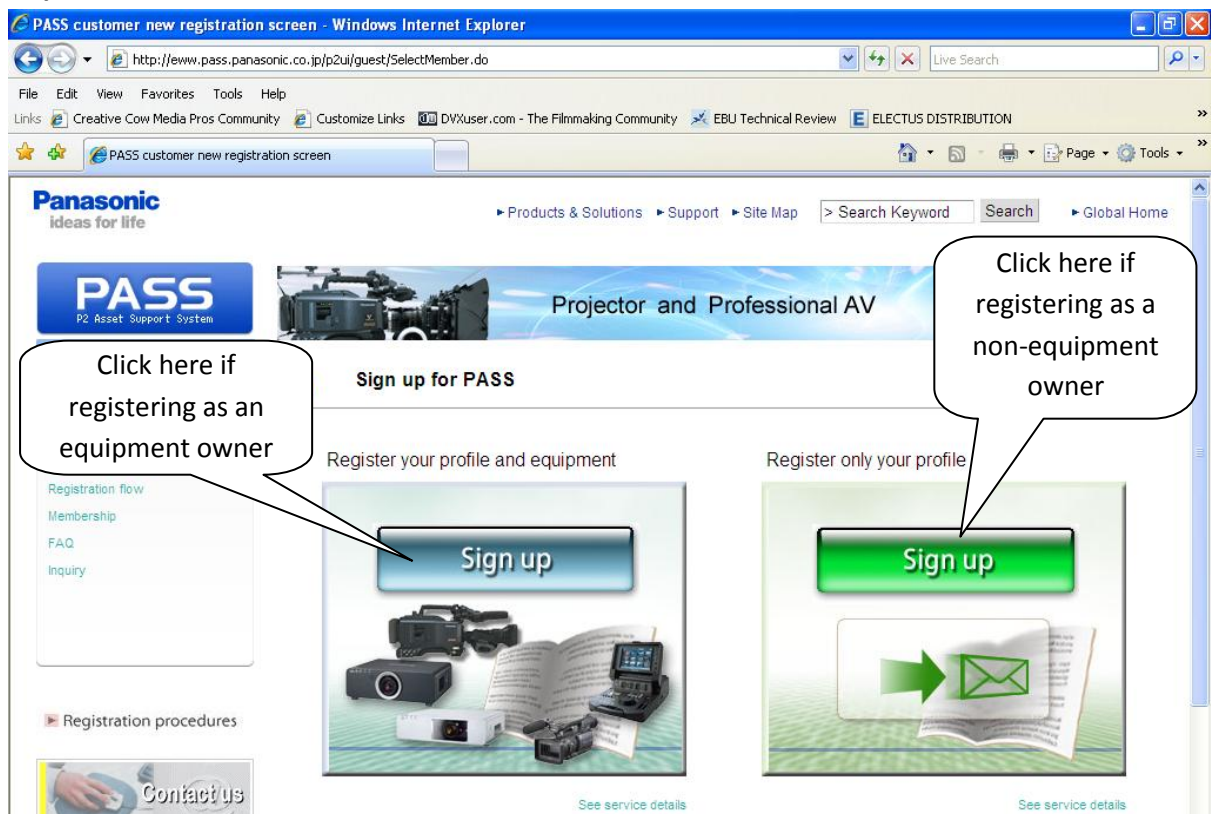 PASS customer new registration screen - Windows Internet Explorer
http://eww.pass.panasonic.co.jp/p2ui/guest/SelectMember.do
Live Search
File Edit View Favorites Tools Help
Links Creative Cow Media Pros Community Customize Links DVXuser.com - The Filmmaking Community EBU Technical Review E ELECTUS DISTRIBUTION »
PASS customer new registration screen
Page Tools »
Panasonic
ideas for life
Products & Solutions Support Site Map > Search Keyword Search Global Home
PASS
P2 Asset Support System
Projector and Professional AV
Click here if
registering as a
non-equipment
owner
Click here if
registering as an
equipment owner
Sign up for PASS
Register your profile and equipment
Register only your profile
Registration flow
Membership
FAQ
Inquiry
Sign up
Sign up
Registration procedures
Contact us
See service details
See service details